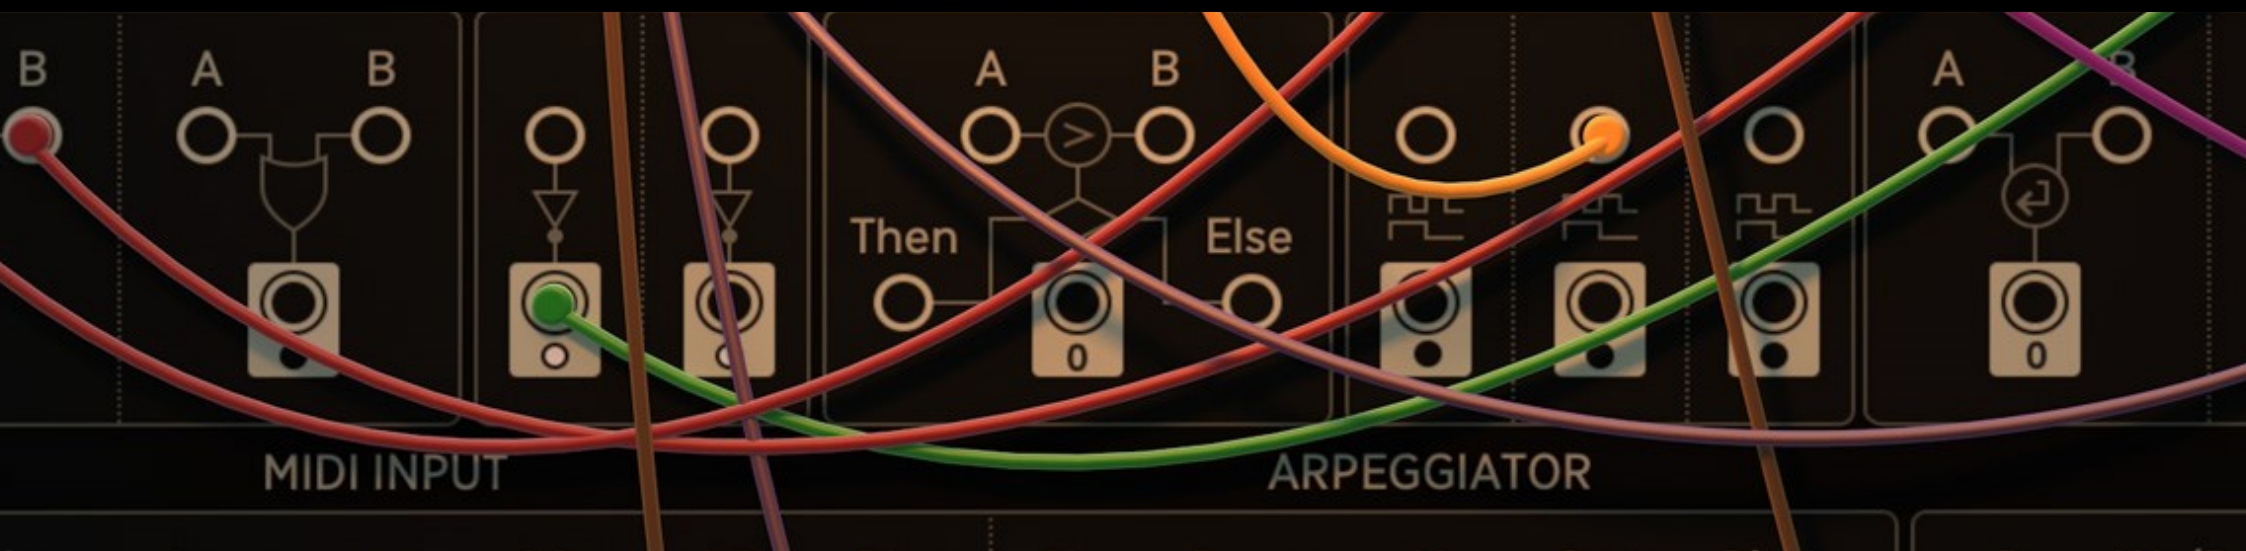 B A B A B A B
>
Then Else
0 0
MIDI INPUT ARPEGGIATOR